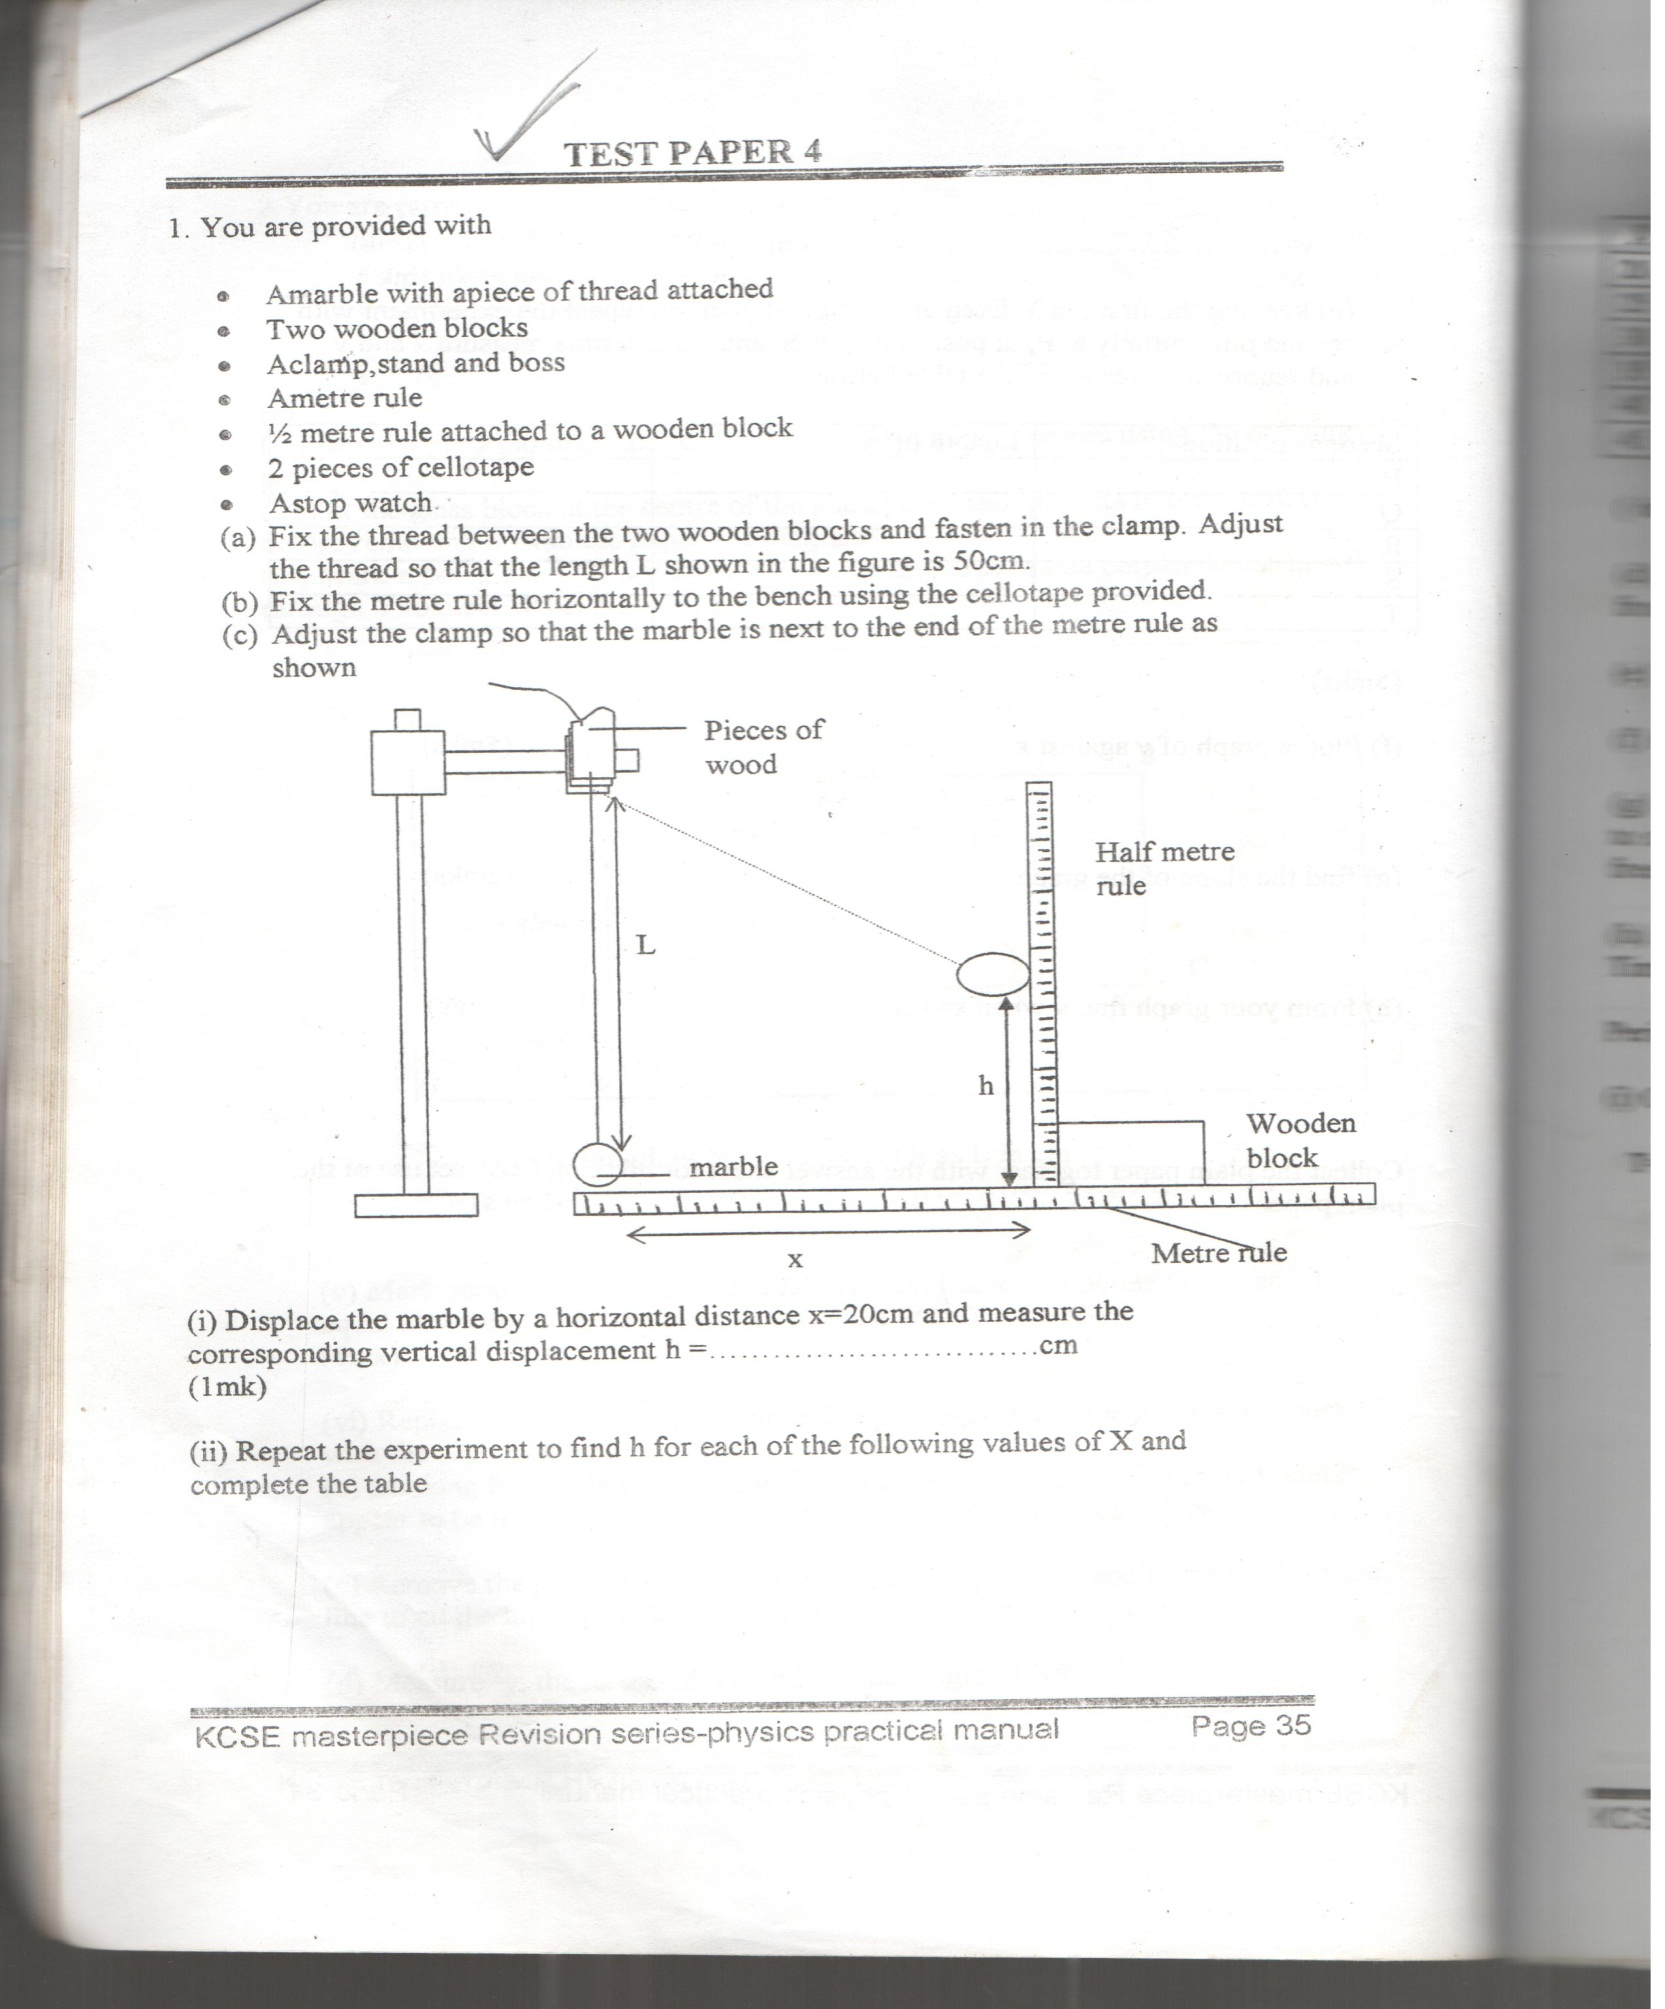 TEST PAPER 4
1. You are provided with
• Amarble with apiece of thread attached
• Two wooden blocks
• Aclamp,stand and boss
• Ametre rule
• ½ metre rule attached to a wooden block
• 2 pieces of cellotape
• Astop watch.
(a) Fix the thread between the two wooden blocks and fasten in the clamp. Adjust
the thread so that the length L shown in the figure is 50cm.
(b) Fix the metre rule horizontally to the bench using the cellotape provided.
(c) Adjust the clamp so that the marble is next to the end of the metre rule as
shown
Pieces of
wood
Half metre
rule
L
h
Wooden
block
marble
x
Metre rule
(i) Displace the marble by a horizontal distance x=20cm and measure the
corresponding vertical displacement h =...............................cm
(1mk)
(ii) Repeat the experiment to find h for each of the following values of X and
complete the table
KCSE masterpiece Revision series-physics practical manual Page 35